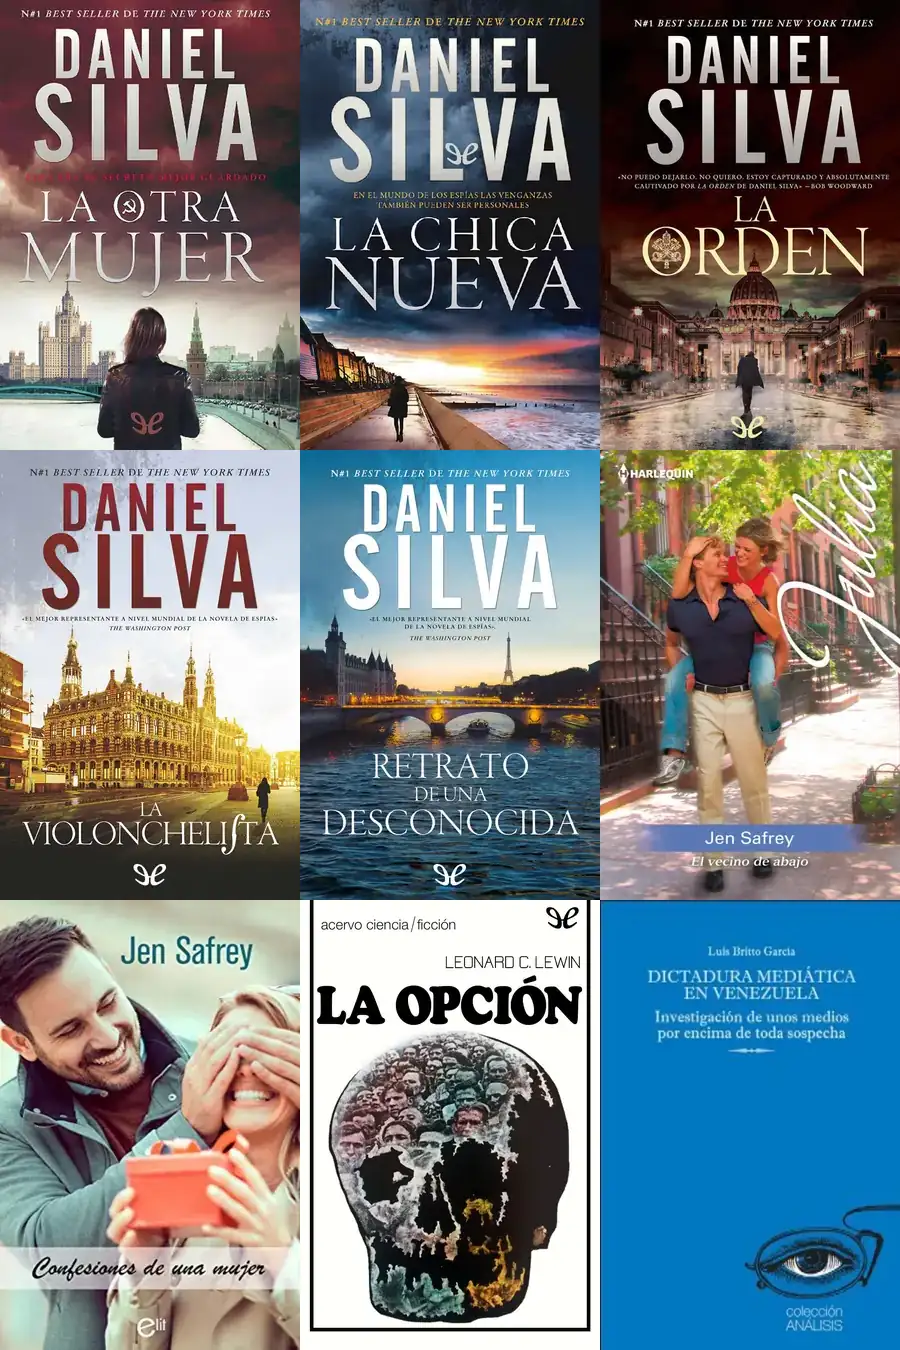 Nº1 BEST SELLER DE THE NEW YORK TIMES
DANIEL
SILVA
SECRETO MEJOR GUARDADO
LA OTRA
MUJER
Nº1 BEST SELLER DE THE NEW YORK TIMES
DANIEL
SILVA
EN EL MUNDO DE LOS ESPÍAS LAS VENGANZAS
TAMBIÉN PUEDEN SER PERSONALES
LA CHICA
NUEVA
Nº1 BEST SELLER DE THE NEW YORK TIMES
DANIEL
SILVA
«NO PUEDO DEJARLO. NO QUIERO. ESTOY CAPTURADO Y ABSOLUTAMENTE
CAUTIVADO POR LA ORDEN DE DANIEL SILVA» —BOB WOODWARD
LA
ORDEN
Nº1 BEST SELLER DE THE NEW YORK TIMES
DANIEL
SILVA
«EL MEJOR REPRESENTANTE A NIVEL MUNDIAL DE LA NOVELA DE ESPÍAS»
THE WASHINGTON POST
LA
VIOLONCHELISTA
Nº1 BEST SELLER DE THE NEW YORK TIMES
DANIEL
SILVA
«EL MEJOR REPRESENTANTE A NIVEL MUNDIAL
DE LA NOVELA DE ESPÍAS».
THE WASHINGTON POST
RETRATO
DE UNA
DESCONOCIDA
HARLEQUIN
Julia
Jen Safrey
El vecino de abajo
Jen Safrey
Confesiones de una mujer
elit
acervo ciencia/ficción
LEONARD C. LEWIN
LA OPCIÓN
Luis Britto García
DICTADURA MEDIÁTICA
EN VENEZUELA
Investigación de unos medios
por encima de toda sospecha
colección
ANÁLISIS